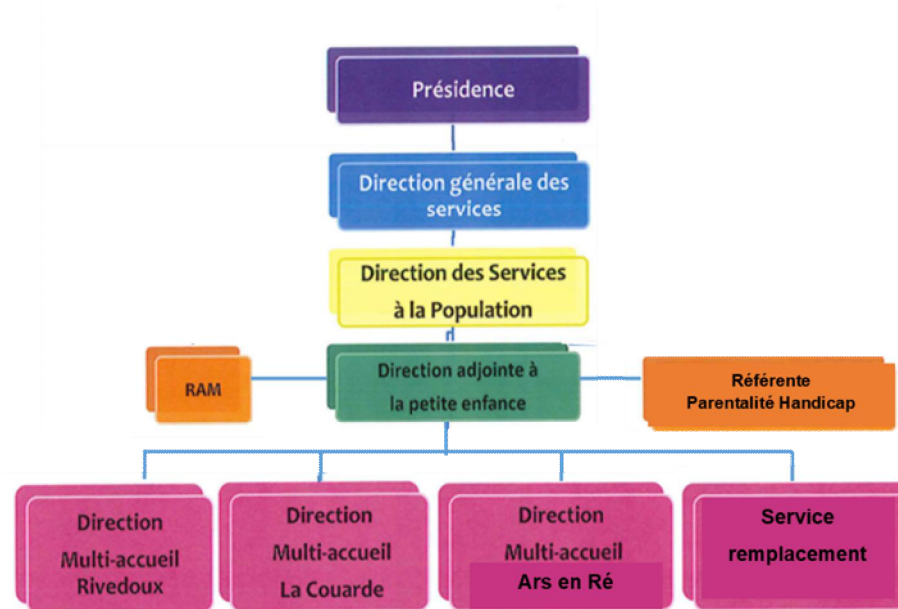 Présidence
Direction générale des
services
Direction des Services
à la Population
RAM
Direction adjointe à
la petite enfance
Référente
Parentalité Handicap
Direction
Multi-accueil
Rivedoux
Direction
Multi-accueil
La Couarde
Direction
Multi-accueil
Ars en Ré
Service
remplacement